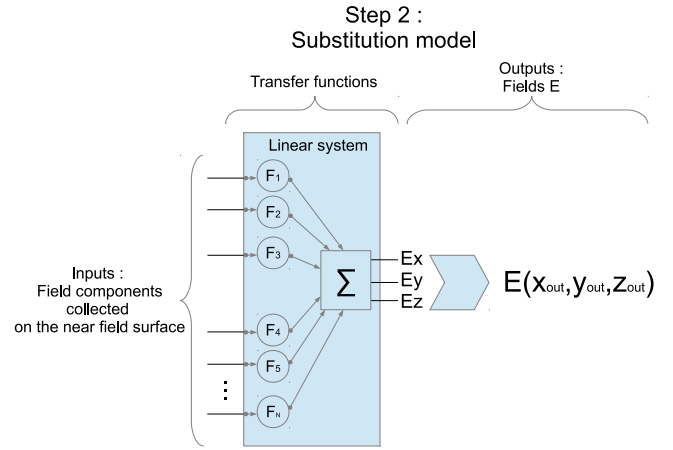 Step 2 :
Substitution model
Transfer functions
Outputs :
Fields E
Linear system
Inputs :
Field components
collected
on the near field surface
F1
F2
F3
F4
F5
...
FN
Σ
Ex
Ey
Ez
E(xout,yout,zout)